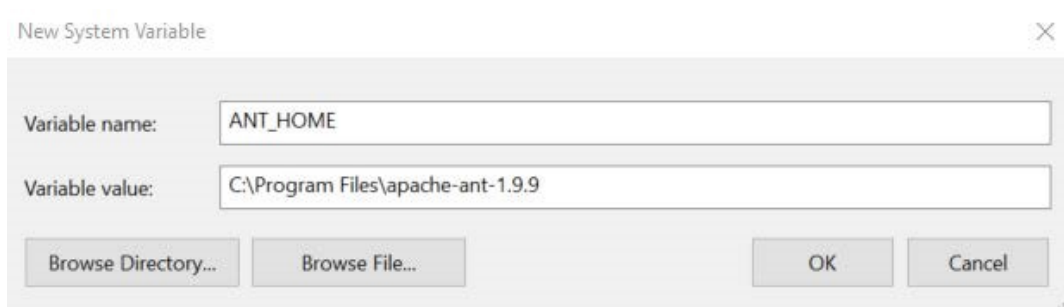 New System Variable
Variable name: ANT_HOME
Variable value: C:\Program Files\apache-ant-1.9.9
Browse Directory... Browse File... OK Cancel